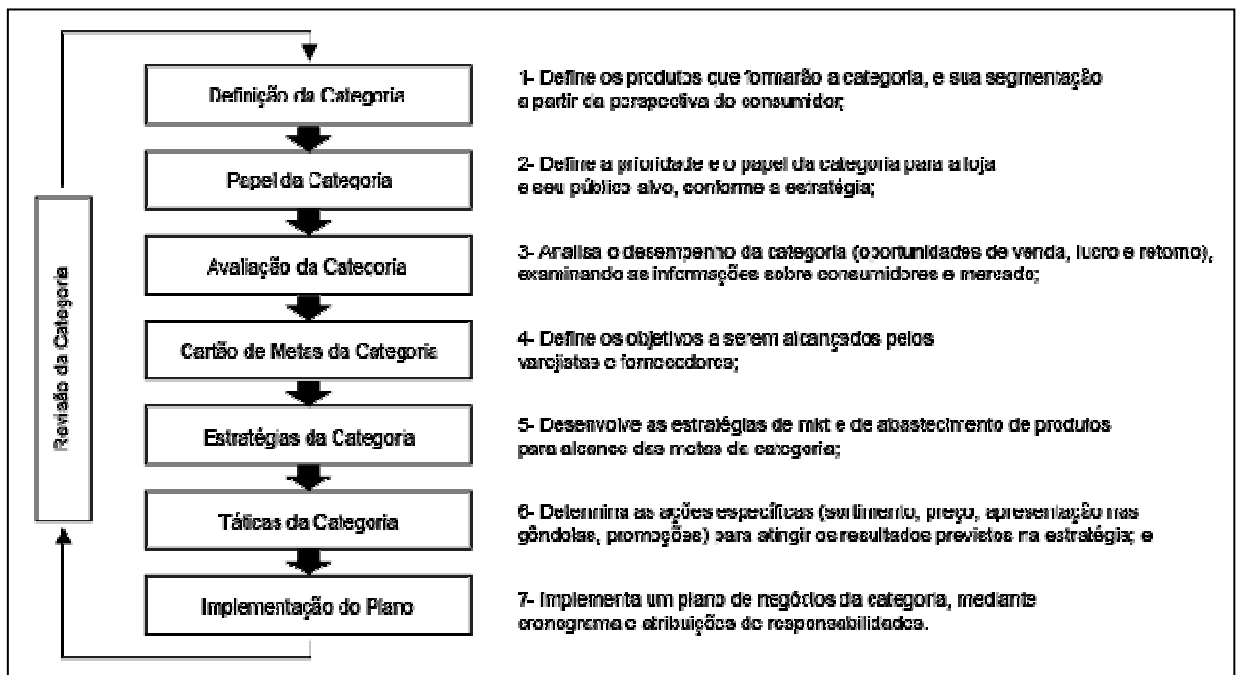 Definição da Categoria
1- Define os produtos que formarão a categoria, e sua segmentação
a partir da perspectiva do consumidor;
Papel da Categoria
2- Define a prioridade e o papel da categoria para a loja
e seu público alvo, conforme a estratégia;
Avaliação da Categoria
3- Analisa o desempenho da categoria (oportunidades de venda, lucro e retorno),
examinando as informações sobre consumidores e mercado;
Cartão de Metas da Categoria
4- Define os objetivos a serem alcançados pelos
varejistas e fornecedores;
Estratégias da Categoria
5- Desenvolve as estratégias de mkt e de abastecimento de produtos
para alcance das metas da categoria;
Táticas da Categoria
6- Determina as ações específicas (sortimento, preço, apresentação nas
gôndolas, promoções) para atingir os resultados previstos na estratégia; e
Implementação do Plano
7- Implementa um plano de negócios da categoria, mediante
cronograma e atribuições de responsabilidades.
Revisão da Categoria